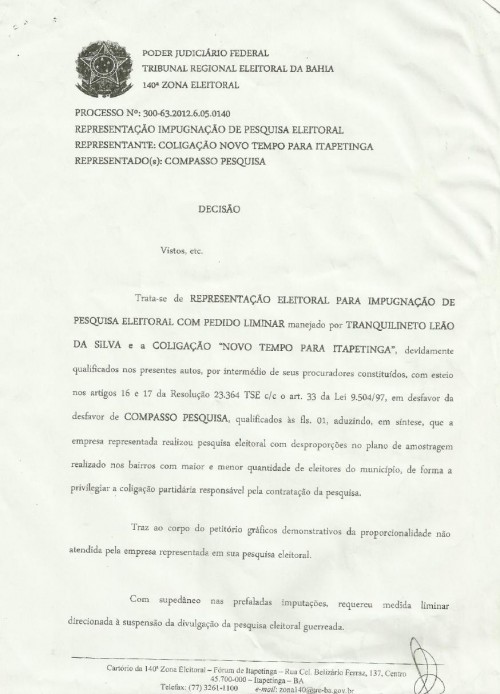 PODER JUDICIÁRIO FEDERAL
TRIBUNAL REGIONAL ELEITORAL DA BAHIA
140ª ZONA ELEITORAL
PROCESSO Nº: 300-63.2012.6.05.0140
REPRESENTAÇÃO IMPUGNAÇÃO DE PESQUISA ELEITORAL
REPRESENTANTE: COLIGAÇÃO NOVO TEMPO PARA ITAPETINGA
REPRESENTADO(s): COMPASSO PESQUISA
DECISÃO
Vistos, etc.
Trata-se de REPRESENTAÇÃO ELEITORAL PARA IMPUGNAÇÃO DE
PESQUISA ELEITORAL COM PEDIDO LIMINAR manejado por TRANQUILINETO LEÃO
DA SILVA e a COLIGAÇÃO "NOVO TEMPO PARA ITAPETINGA", devidamente
qualificados nos presentes autos, por intermédio de seus procuradores constituídos, com esteio
nos artigos 16 e 17 da Resolução 23.364 TSE c/c o art. 33 da Lei 9.504/97, em desfavor da
desfavor de COMPASSO PESQUISA, qualificados às fls. 01, aduzindo, em síntese, que a
empresa representada realizou pesquisa eleitoral com desproporções no plano de amostragem
realizado nos bairros com maior e menor quantidade de eleitores do município, de forma a
privilegiar a coligação partidária responsável pela contratação da pesquisa.
Traz ao corpo do petitório gráficos demonstrativos da proporcionalidade não
atendida pela empresa representada em sua pesquisa eleitoral.
Com supedâneo nas prefaladas imputações, requereu medida liminar
direcionada à suspensão da divulgação da pesquisa eleitoral guerreada.
Cartório da 140ª Zona Eleitoral – Fórum de Itapetinga – Rua Cel. Belizário Ferraz, 137, Centro
45.700-000 – Itapetinga – BA
Telefax: (77) 3261-1100 e-mail: zona140@tre-ba.gov.br